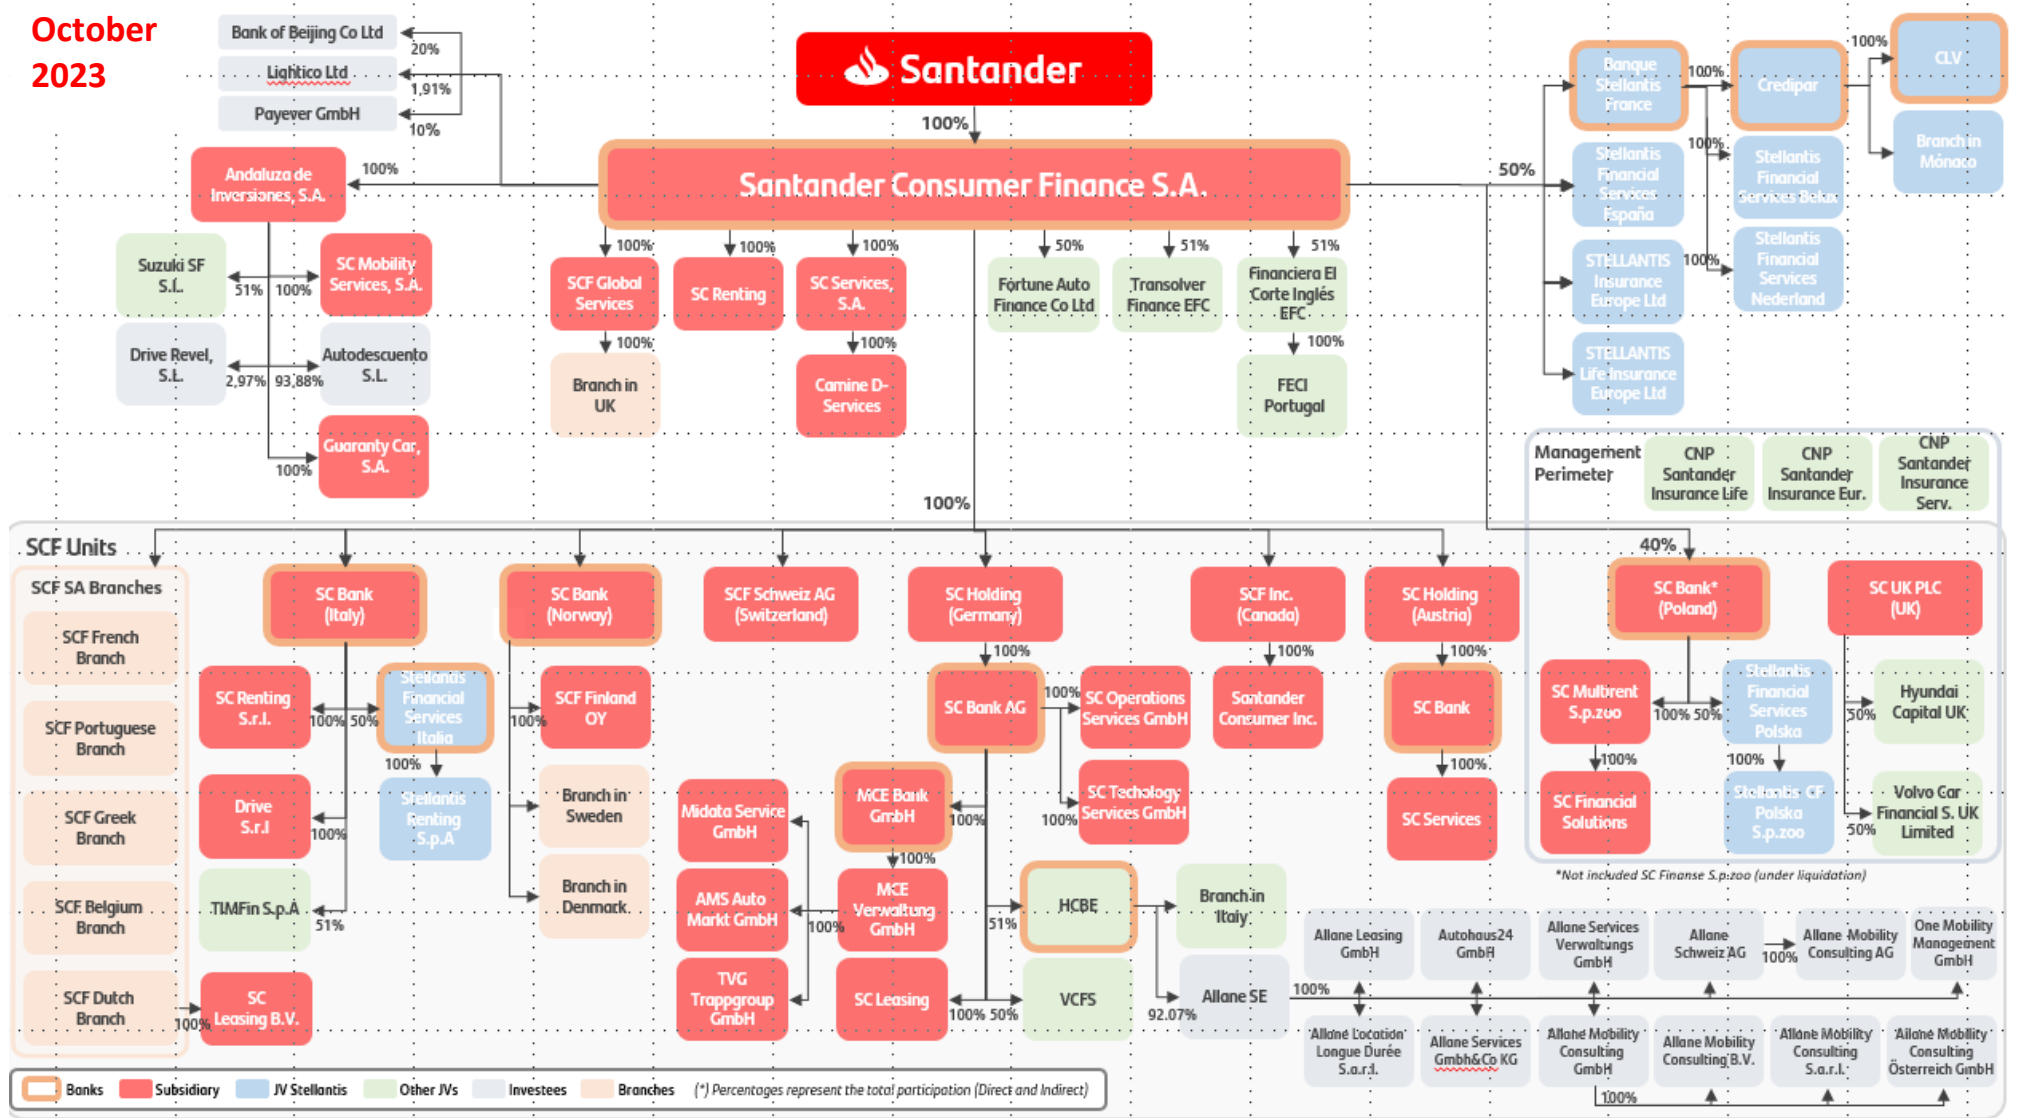 October
2023
Bank of Beijing Co Ltd
20%
Lightico Ltd
1,91%
Payever GmbH
10%
Santander
100%
Santander Consumer Finance S.A.
Andaluza de
Inversiones, S.A.
100%
Suzuki SF
S.L.
51%
100%
SC Mobility
Services, S.A.
Drive Revel,
S.L.
2,97%
93,88%
Autodescuento
S.L.
Guaranty Car,
S.A.
100%
100%
SCF Global
Services
100%
Branch in
UK
100%
SC Renting
100%
SC Services,
S.A.
100%
Camine D-
Services
50%
Fortune Auto
Finance Co Ltd
51%
Transolver
Finance EFC
51%
Financiera El
Corte Inglés
EFC
100%
FECI
Portugal
50%
Banque
Stellantis
France
100%
Credipar
100%
CLV
Branch in
Mónaco
Stellantis
Financial
Services
España
100%
Stellantis
Financial
Services Belux
STELLANTIS
Insurance
Europe Ltd
100%
Stellantis
Financial
Services
Nederland
STELLANTIS
Life Insurance
Europe Ltd
Management
Perimeter
CNP
Santander
Insurance Life
CNP
Santander
Insurance Eur.
CNP
Santander
Insurance
Serv.
100%
40%
SCF Units
SCF SA Branches
SCF French
Branch
SCF Portuguese
Branch
SCF Greek
Branch
SCF Belgium
Branch
SCF Dutch
Branch
100%
SC
Leasing B.V.
SC Bank
(Italy)
SC Renting
S.r.l.
100%
50%
Stellantis
Financial
Services
Italia
100%
Stellantis
Renting
S.p.A
Drive
S.r.l
100%
TIMFin S.p.A
51%
SC Bank
(Norway)
100%
SCF Finland
OY
Branch in
Sweden
Branch in
Denmark
SCF Schweiz AG
(Switzerland)
SC Holding
(Germany)
100%
SC Bank AG
100%
SC Operations
Services GmbH
100%
SC Techology
Services GmbH
MCE Bank
GmbH
100%
100%
MCE
Verwaltung
GmbH
100%
Midata Service
GmbH
AMS Auto
Markt GmbH
TVG
Trappgroup
GmbH
SC Leasing
100%
50%
VCFS
51%
HCBE
Branch in
Italy
Allane SE
92.07%
SCF Inc.
(Canada)
100%
Santander
Consumer Inc.
SC Holding
(Austria)
100%
SC Bank
100%
SC Services
SC Bank*
(Poland)
SC Multirent
S.p.zoo
100%
50%
Stellantis
Financial
Services
Polska
100%
SC Financial
Solutions
100%
Stellantis CF
Polska
S.p.zoo
SC UK PLC
(UK)
50%
Hyundai
Capital UK
50%
Volvo Car
Financial S. UK
Limited
*Not included SC Finanse S.p.zoo (under liquidation)
100%
Allane Leasing
GmbH
Autohaus24
GmbH
Allane Services
Verwaltungs
GmbH
Allane
Schweiz AG
100%
Allane Mobility
Consulting AG
One Mobility
Management
GmbH
Allane Location
Longue Durée
S.a.r.l.
Allane Services
Gmbh&Co KG
Allane Mobility
Consulting
GmbH
Allane Mobility
Consulting B.V.
Allane Mobility
Consulting
S.a.r.l.
Allane Mobility
Consulting
Österreich GmbH
100%
Banks
Subsidiary
JV Stellantis
Other JVs
Investees
Branches
(*) Percentages represent the total participation (Direct and Indirect)